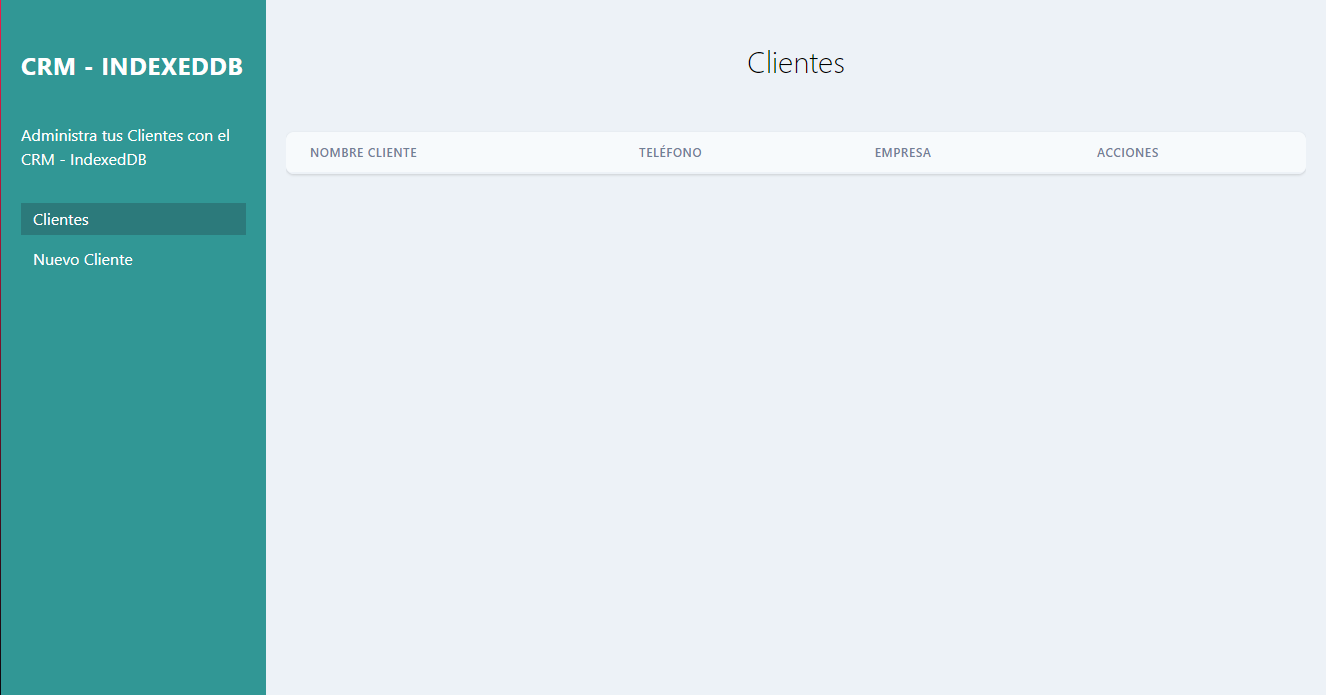 CRM - INDEXEDDB
Administra tus Clientes con el
CRM - IndexedDB
Clientes
Nuevo Cliente
Clientes
NOMBRE CLIENTE TELÉFONO EMPRESA ACCIONES